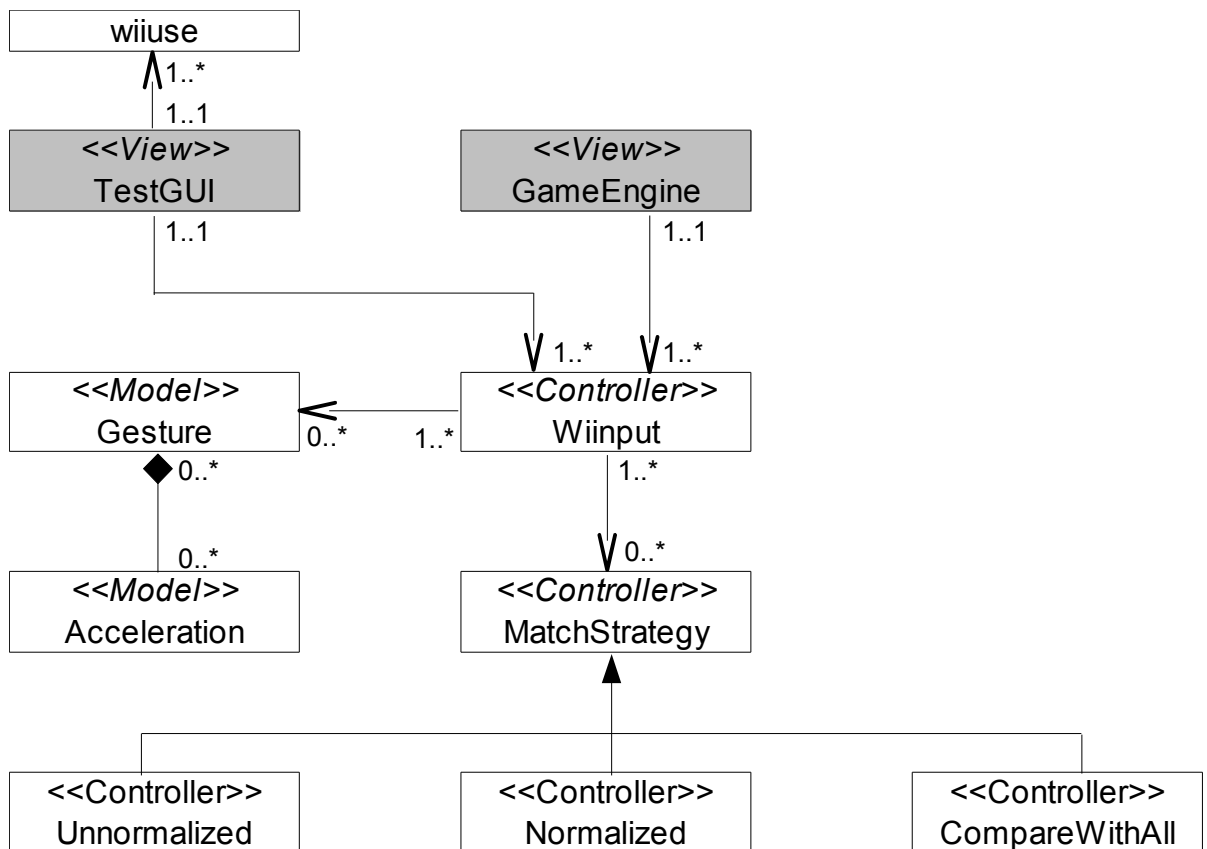 wiiuse
1..*
1..1
<<View>>
TestGUI
<<View>>
GameEngine
1..1
1..1
1..*
1..*
<<Model>>
Gesture
<<Controller>>
Wiinput
0..*
1..*
0..*
1..*
0..*
0..*
<<Model>>
Acceleration
<<Controller>>
MatchStrategy
<<Controller>>
Unnormalized
<<Controller>>
Normalized
<<Controller>>
CompareWithAll